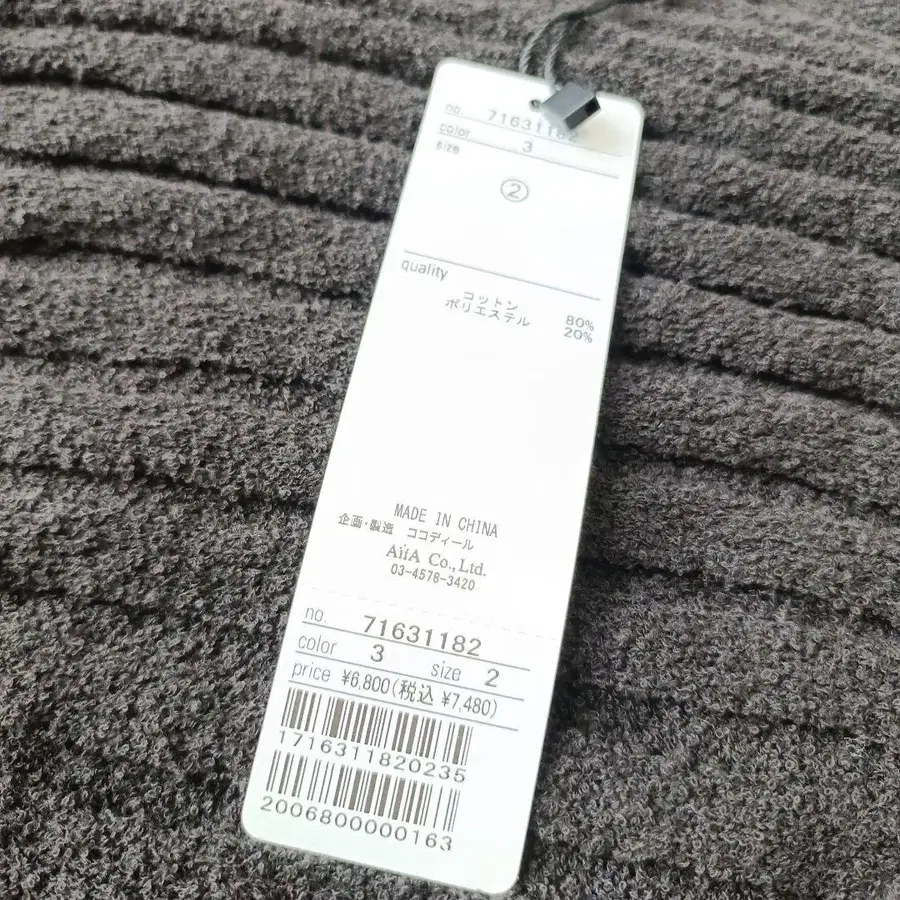 no. 71631182
color 3
size
②
quality
コットン 80%
ポリエステル 20%
MADE IN CHINA
企画・製造 ココディール
AiiA Co., Ltd.
03-4578-3420
no. 71631182
color 3 size 2
price ¥6,800(税込 ¥7,480)
1716311820235
2006800000163